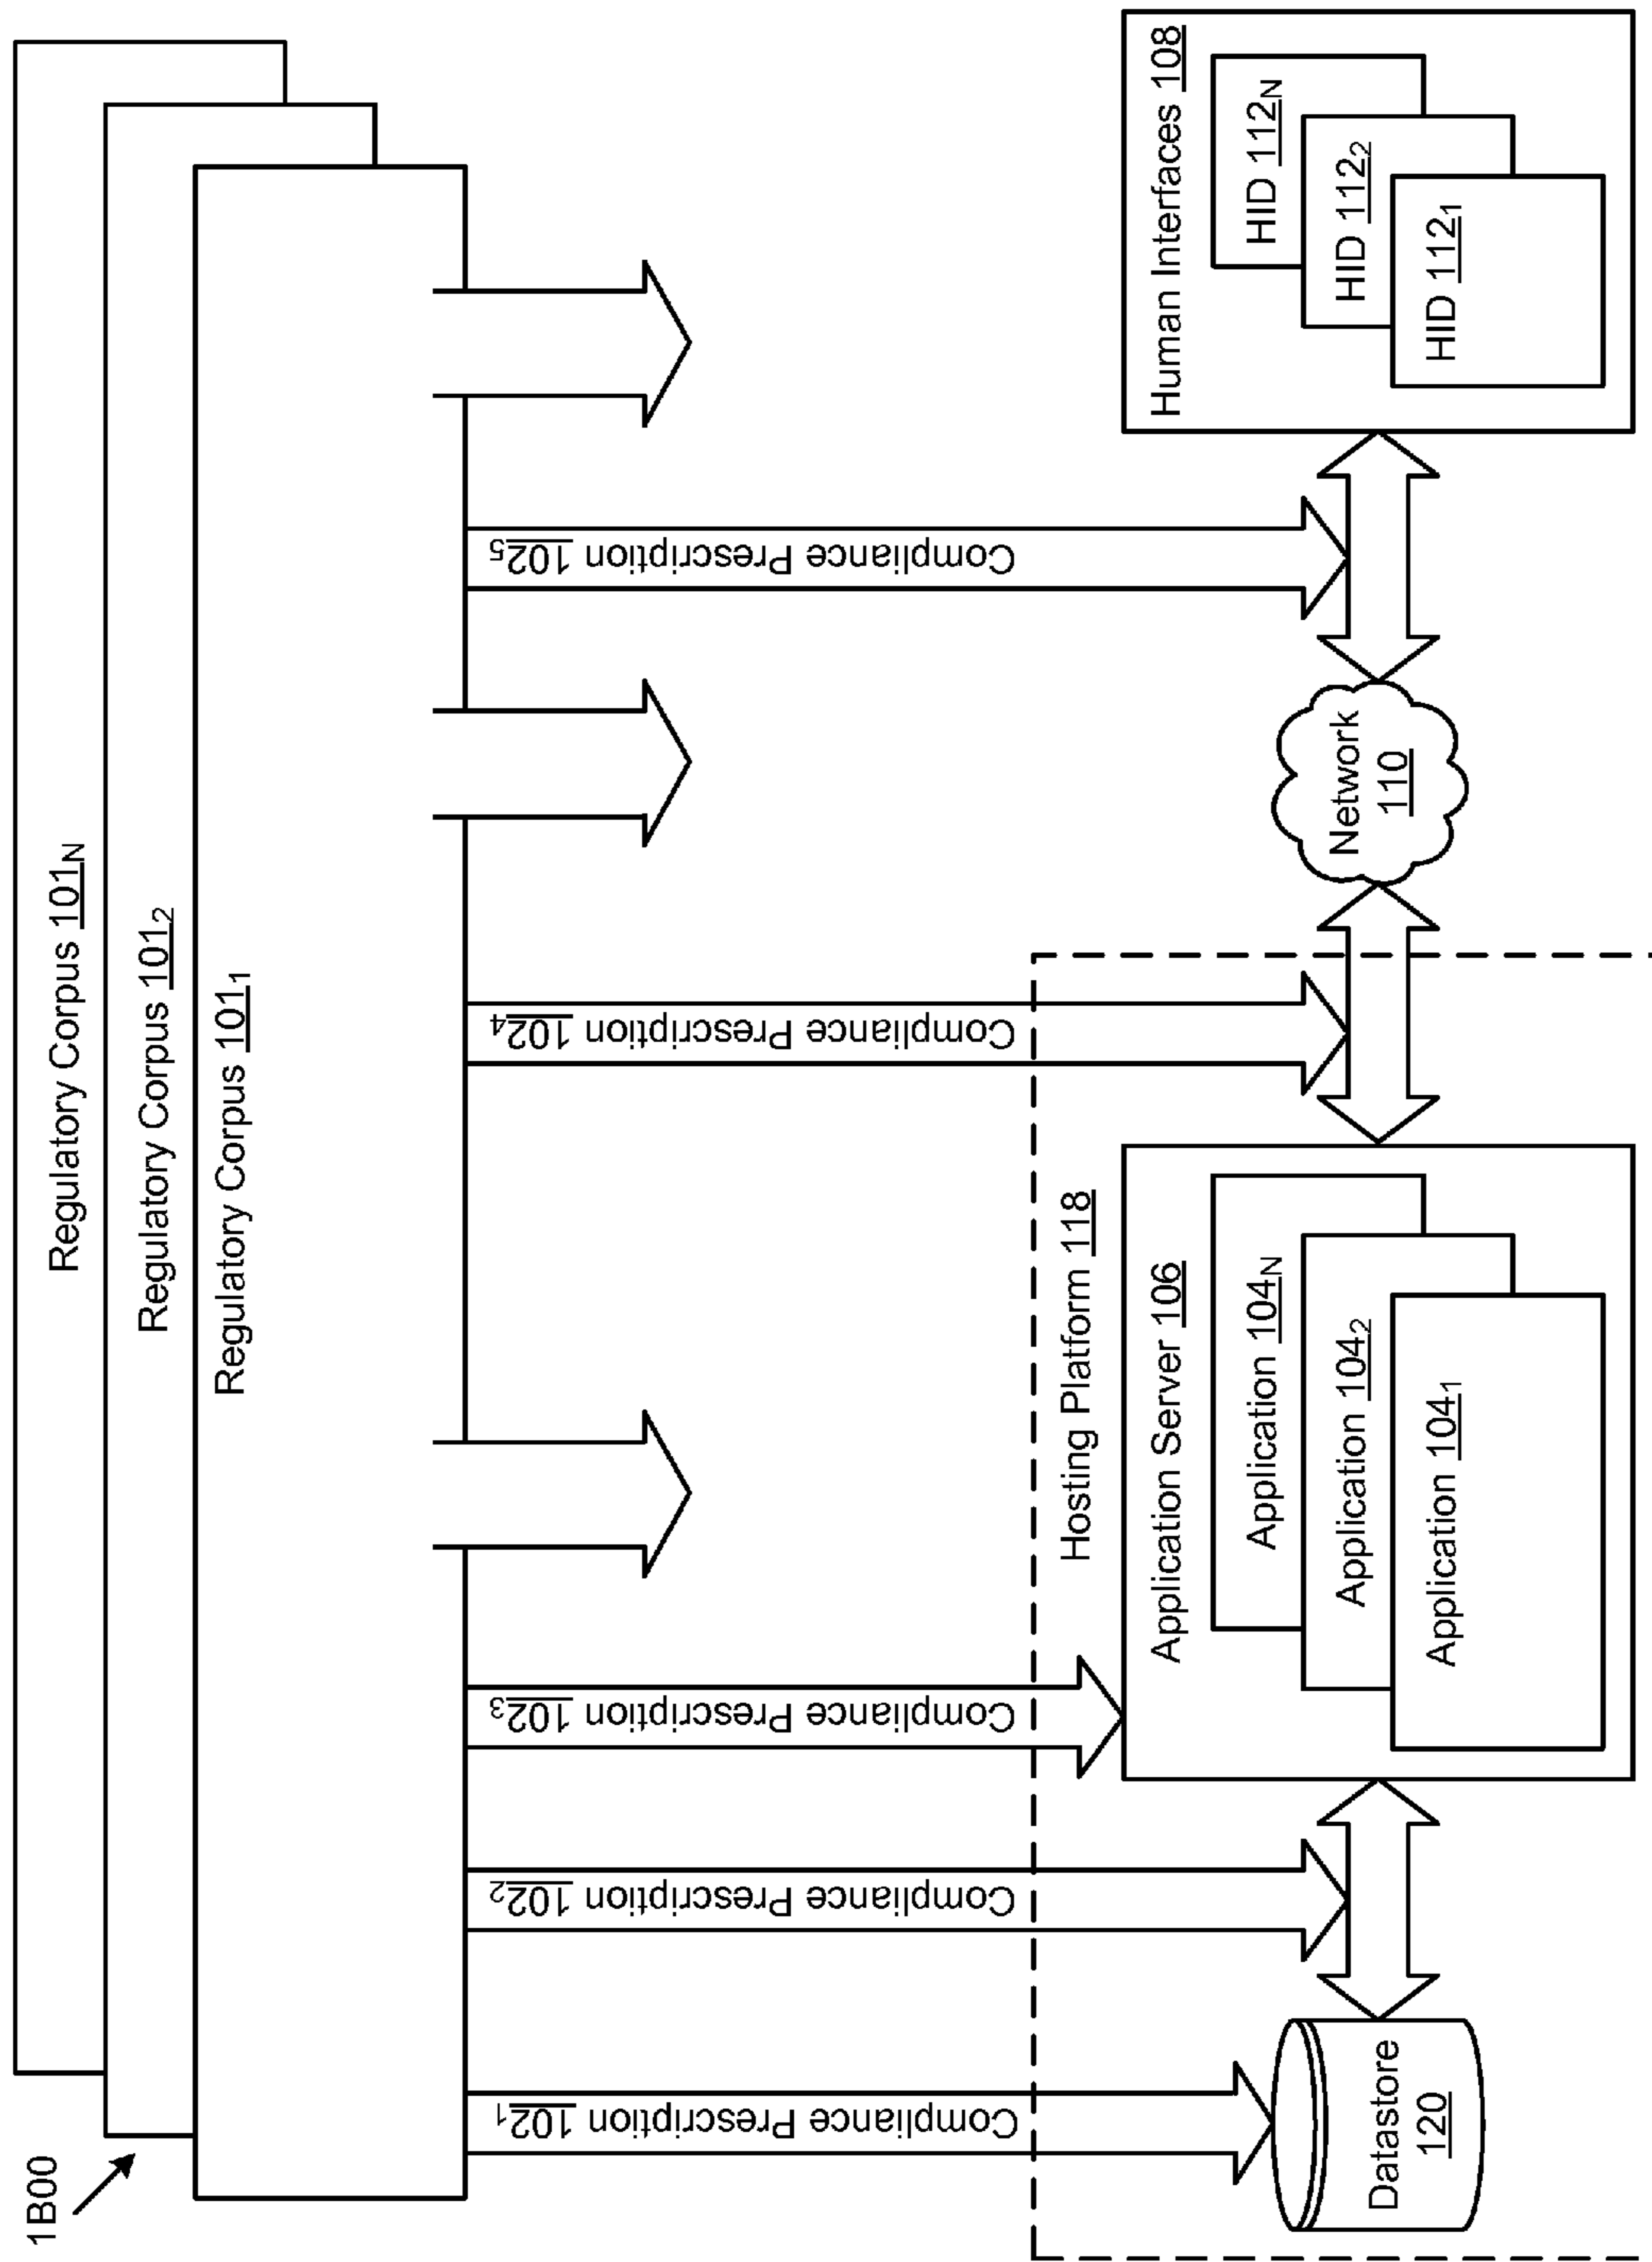 1B00
Regulatory Corpus 101N
Regulatory Corpus 1012
Regulatory Corpus 1011
Compliance Prescription 1021
Compliance Prescription 1022
Compliance Prescription 1023
Compliance Prescription 1024
Compliance Prescription 1025
Hosting Platform 118
Datastore
120
Application Server 106
Application 104N
Application 1042
Application 1041
Network
110
Human Interfaces 108
HID 112N
HID 1122
HID 1121